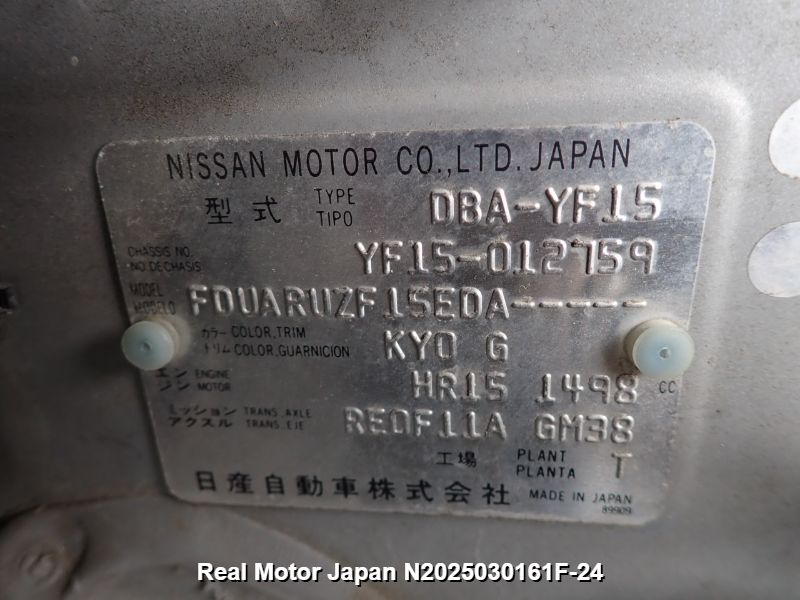 NISSAN MOTOR CO.,LTD. JAPAN
型式 TYPE TIPO DBA-YF15
CHASSIS NO. NO.DECHASIS YF15-012759
MODEL MODELO FDUARUZF15EDA-----
カラー COLOR,TRIM トリム COLOR,GUARNICION KY0 G
エンジン ENGINE MOTOR HR15 1498 CC
ミッション TRANS.,AXLE アクスル TRANS.,EJE RE0F11A GM38
工場 PLANT PLANTA T
日産自動車株式会社 MADE IN JAPAN
89909
Real Motor Japan N2025030161F-24